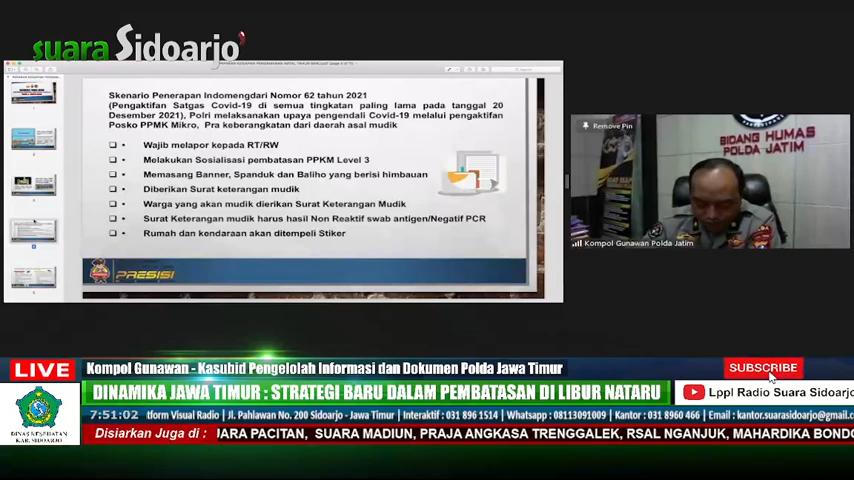 suara Sidoarjo
Skenario Penerapan Indomengdari Nomor 62 tahun 2021
(Pengaktifan Satgas Covid-19 di semua tingkatan paling lama pada tanggal 20
Desember 2021), Polri melaksanakan upaya pengendali Covid-19 melalui pengaktifan
Posko PPMK Mikro, Pra keberangkatan dari daerah asal mudik
Wajib melapor kepada RT/RW
Melakukan Sosialisasi pembatasan PPKM Level 3
Memasang Banner, Spanduk dan Baliho yang berisi himbauan
Diberikan Surat keterangan mudik
Warga yang akan mudik dierikan Surat Keterangan Mudik
Surat Keterangan mudik harus hasil Non Reaktif swab antigen/Negatif PCR
Rumah dan kendaraan akan ditempeli Stiker
PRESISI
Remove Pin
BIDANG HUMAS
POLDA JATIM
Kompol Gunawan Polda Jatim
LIVE
Kompol Gunawan - Kasubid Pengelolah Informasi dan Dokumen Polda Jawa Timur
SUBSCRIBE
DINAMIKA JAWA TIMUR : STRATEGI BARU DALAM PEMBATASAN DI LIBUR NATARU
Lppl Radio Suara Sidoarjo
7:51:02
tform Visual Radio | Jl. Pahlawan No. 200 Sidoarjo - Jawa Timur | Interaktif : 031 896 1514 | Whatsapp : 08113091009 | Kantor : 031 8960 466 | Email : kantor.suarasidoarjo@gmail.c
DINAS KESEHATAN
KAB. SIDOARJO
Disiarkan Juga di :
IARA PACITAN, SUARA MADIUN, PRAJA ANGKASA TRENGGALEK, RSAL NGANJUK, MAHARDIKA BONDO